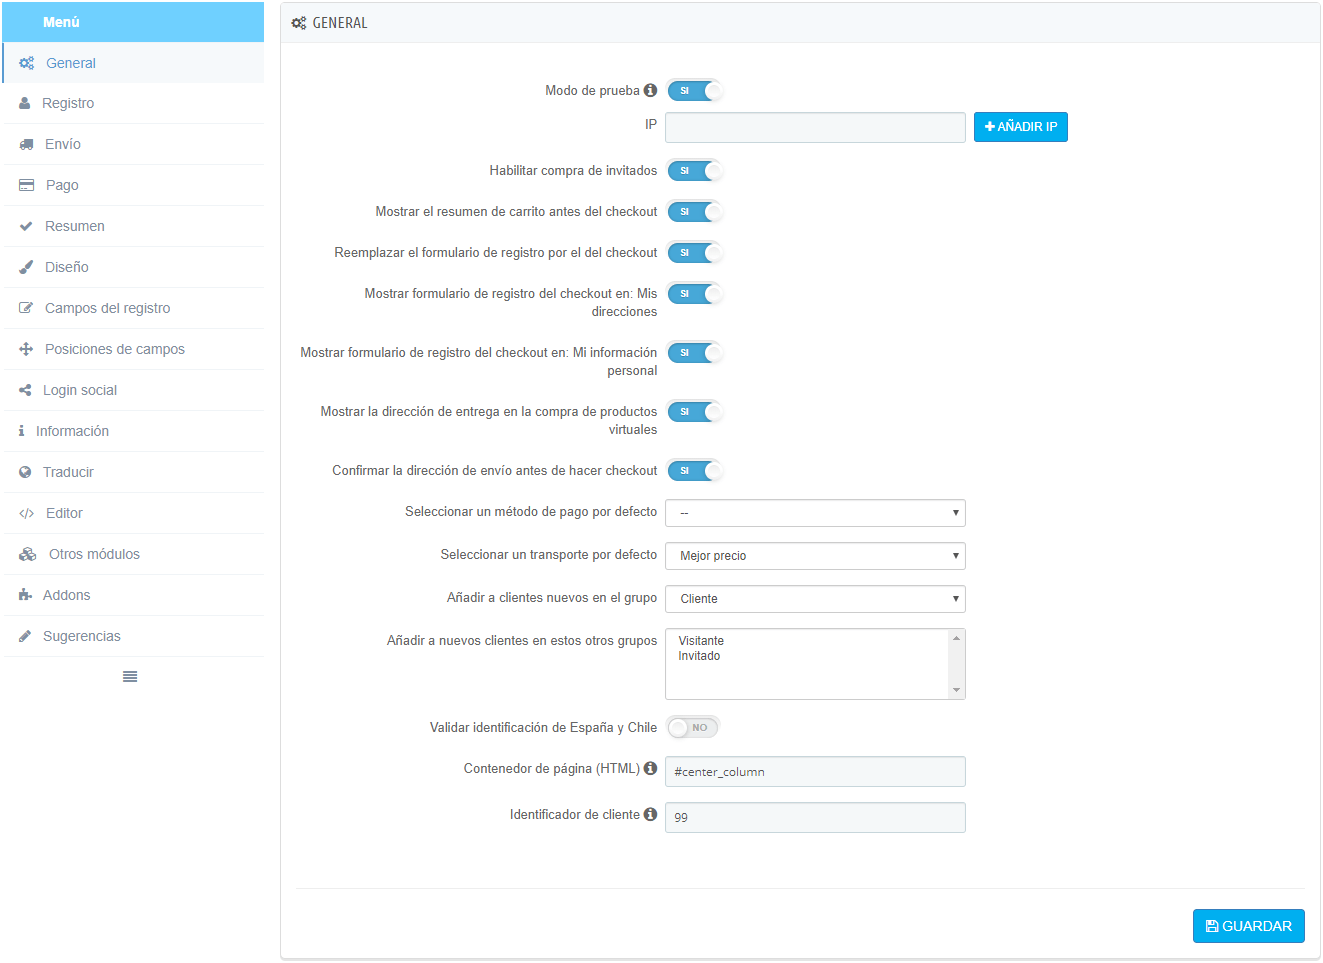 Menú
General
Registro
Envío
Pago
Resumen
Diseño
Campos del registro
Posiciones de campos
Login social
Información
Traducir
Editor
Otros módulos
Addons
Sugerencias
GENERAL
Modo de prueba SI
IP AÑADIR IP
Habilitar compra de invitados SI
Mostrar el resumen de carrito antes del checkout SI
Reemplazar el formulario de registro por el del checkout SI
Mostrar formulario de registro del checkout en: Mis SI
direcciones
Mostrar formulario de registro del checkout en: Mi información SI
personal
Mostrar la dirección de entrega en la compra de productos SI
virtuales
Confirmar la dirección de envío antes de hacer checkout SI
Seleccionar un método de pago por defecto --
Seleccionar un transporte por defecto Mejor precio
Añadir a clientes nuevos en el grupo Cliente
Añadir a nuevos clientes en estos otros grupos Visitante
Invitado
Validar identificación de España y Chile NO
Contenedor de página (HTML) #center_column
Identificador de cliente 99
GUARDAR